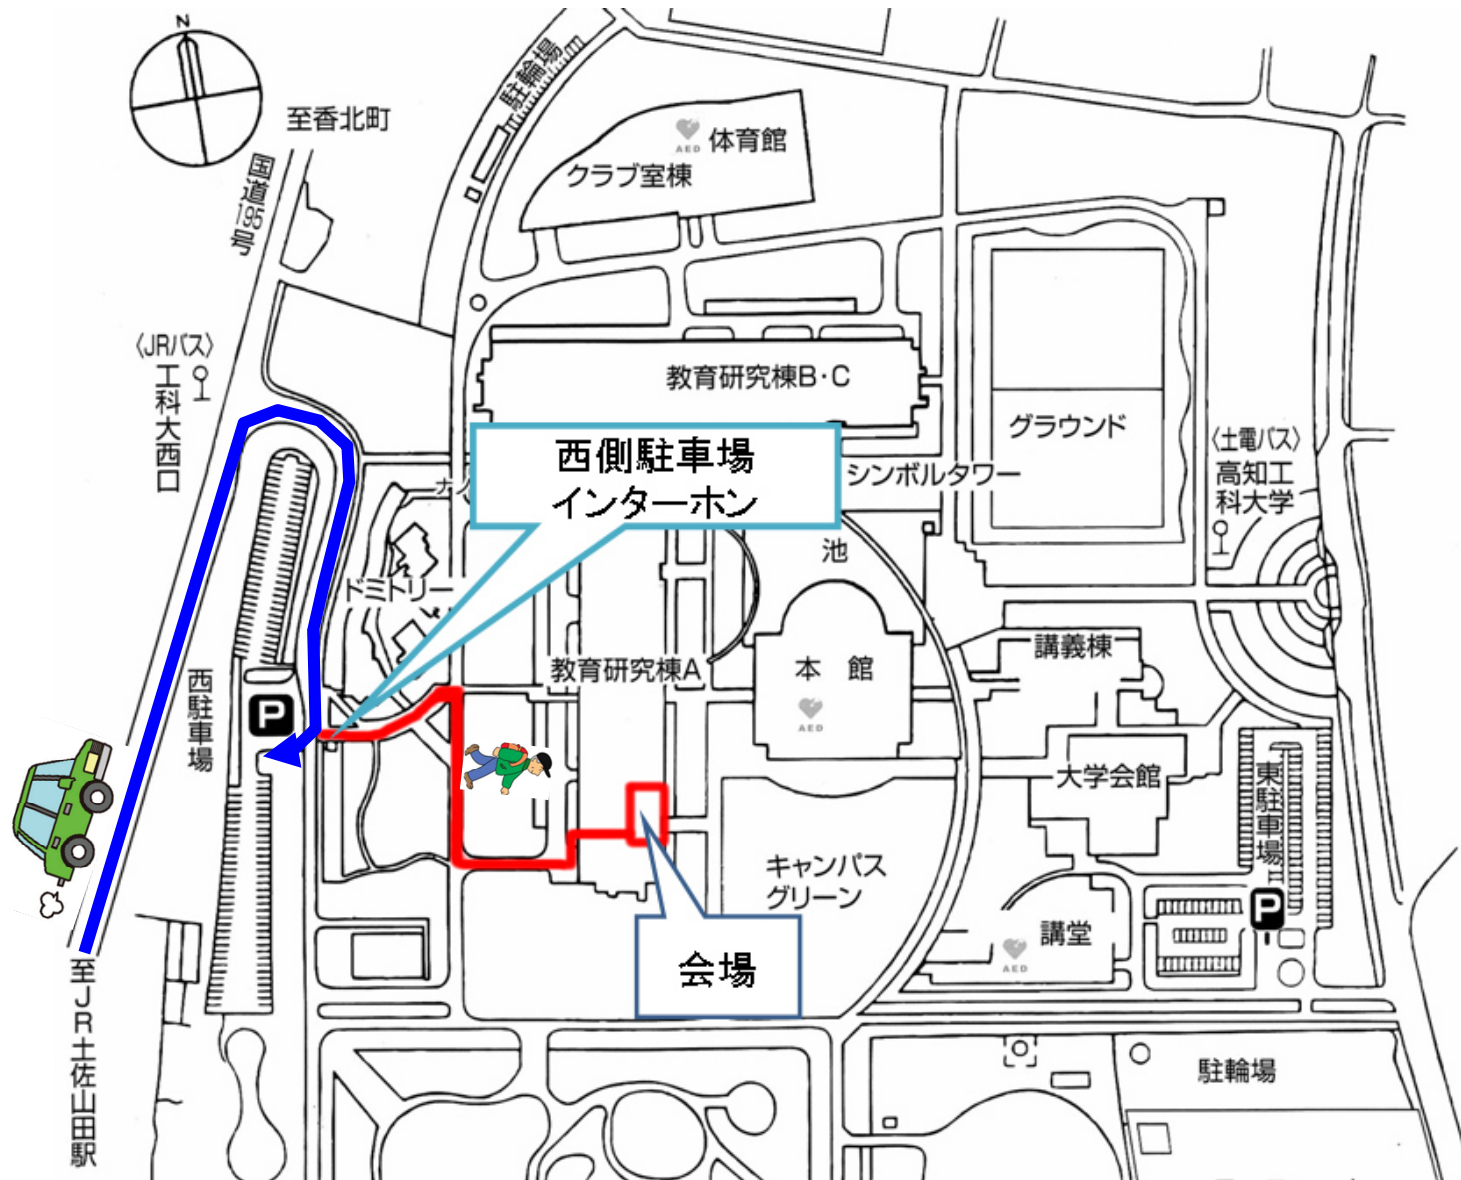 N
至香北町
国道195号
駐輪場
AED
体育館
クラブ室棟
〈JRバス〉
工科大西口
教育研究棟B・C
グラウンド
西側駐車場
インターホン
シンボルタワー
〈土電バス〉
高知工
科大学
ナノ
池
ドミトリー
教育研究棟A
本館
AED
講義棟
西駐車場
P
大学会館
東駐車場
キャンパス
グリーン
P
講堂
AED
会場
至JR土佐山田駅
駐輪場